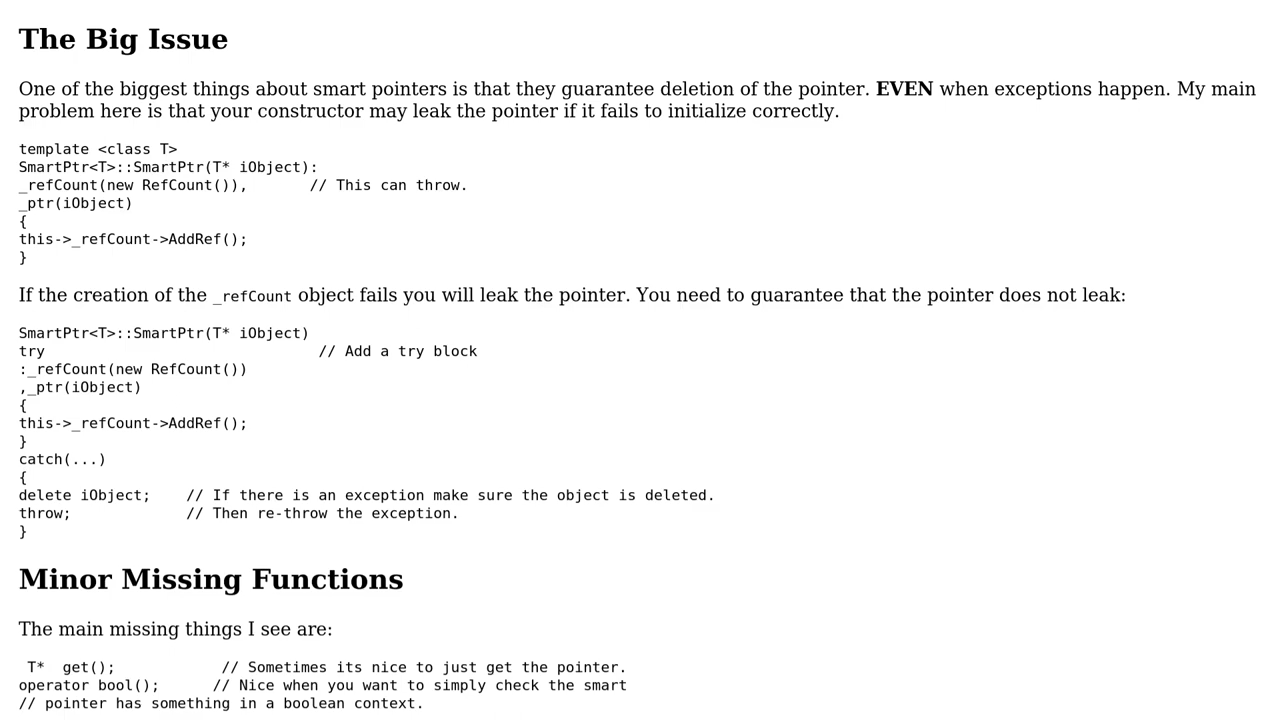 The Big Issue
One of the biggest things about smart pointers is that they guarantee deletion of the pointer. EVEN when exceptions happen. My main
problem here is that your constructor may leak the pointer if it fails to initialize correctly.
template <class T>
SmartPtr<T>::SmartPtr(T* iObject):
_refCount(new RefCount()),       // This can throw.
_ptr(iObject)
{
this->_refCount->AddRef();
}
If the creation of the _refCount object fails you will leak the pointer. You need to guarantee that the pointer does not leak:
SmartPtr<T>::SmartPtr(T* iObject)
try                               // Add a try block
:_refCount(new RefCount())
,_ptr(iObject)
{
this->_refCount->AddRef();
}
catch(...)
{
delete iObject;    // If there is an exception make sure the object is deleted.
throw;             // Then re-throw the exception.
}
Minor Missing Functions
The main missing things I see are:
 T*  get();            // Sometimes its nice to just get the pointer.
operator bool();      // Nice when you want to simply check the smart
// pointer has something in a boolean context.